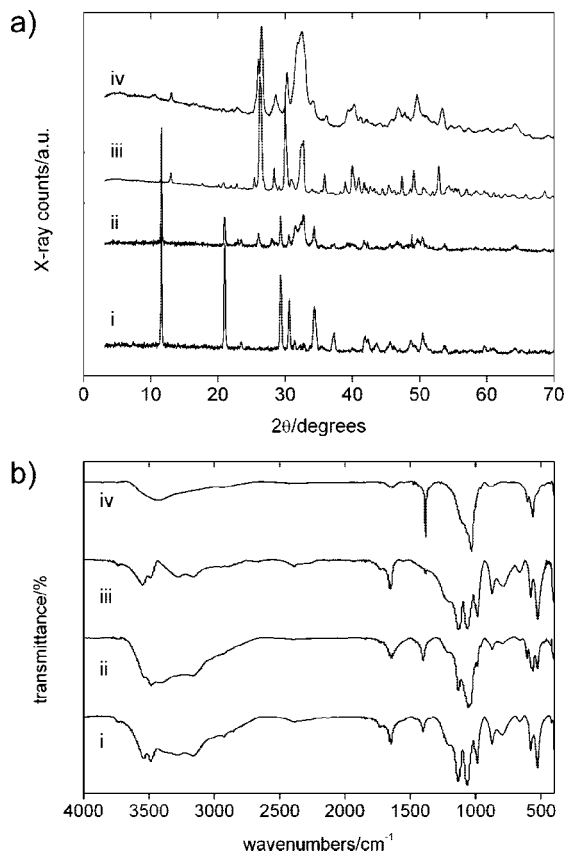 a)
X-ray counts/a.u.
iv
iii
ii
i
0 10 20 30 40 50 60 70
2θ/degrees
b)
transmittance/%
iv
iii
ii
i
4000 3500 3000 2500 2000 1500 1000 500
wavenumbers/cm⁻¹